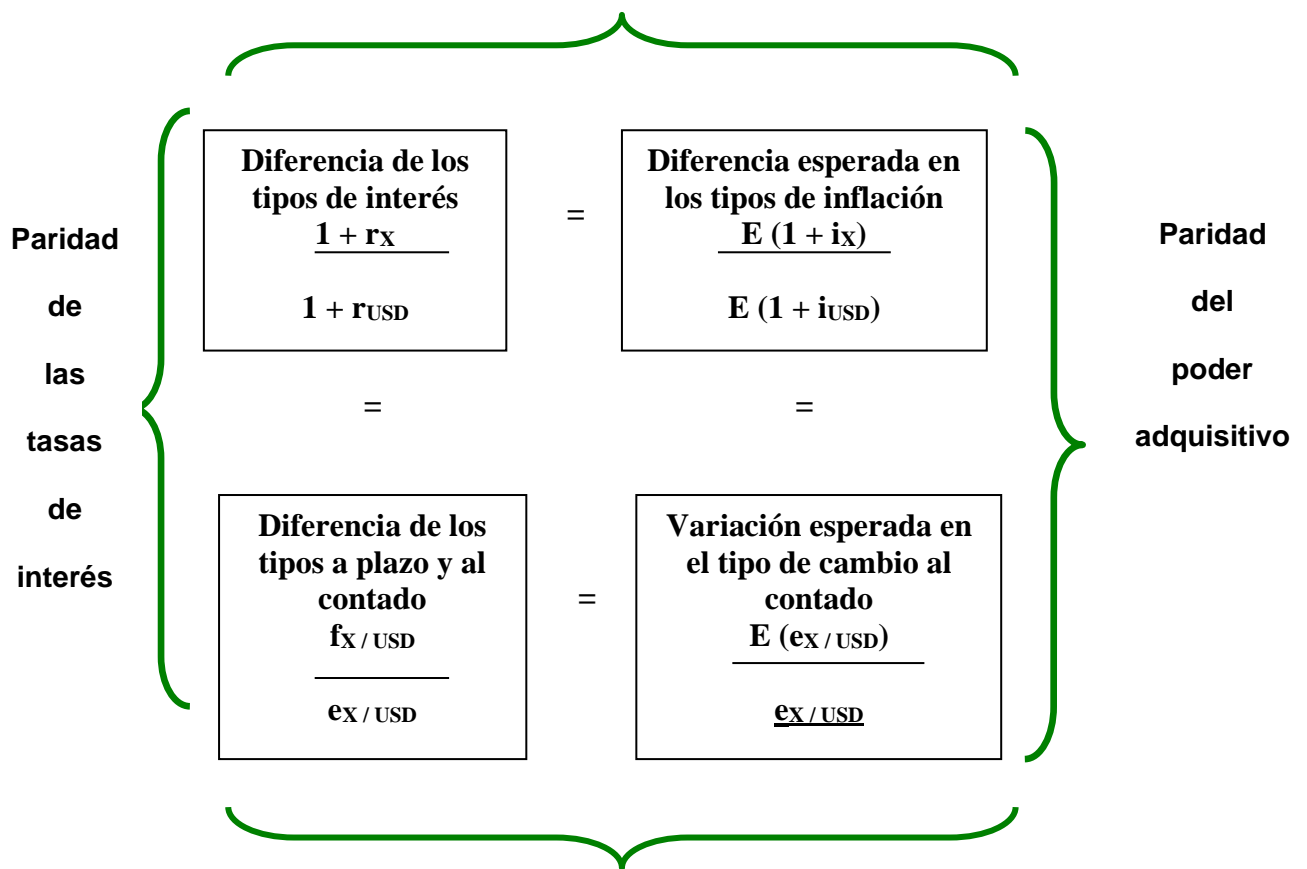 Paridad
de
las
tasas
de
interés
Diferencia de los
tipos de interés
1 + rX
1 + rUSD
=
Diferencia esperada en
los tipos de inflación
E (1 + iX)
E (1 + iUSD)
=
=
Diferencia de los
tipos a plazo y al
contado
fX / USD
eX / USD
=
Variación esperada en
el tipo de cambio al
contado
E (eX / USD)
eX / USD
Paridad
del
poder
adquisitivo